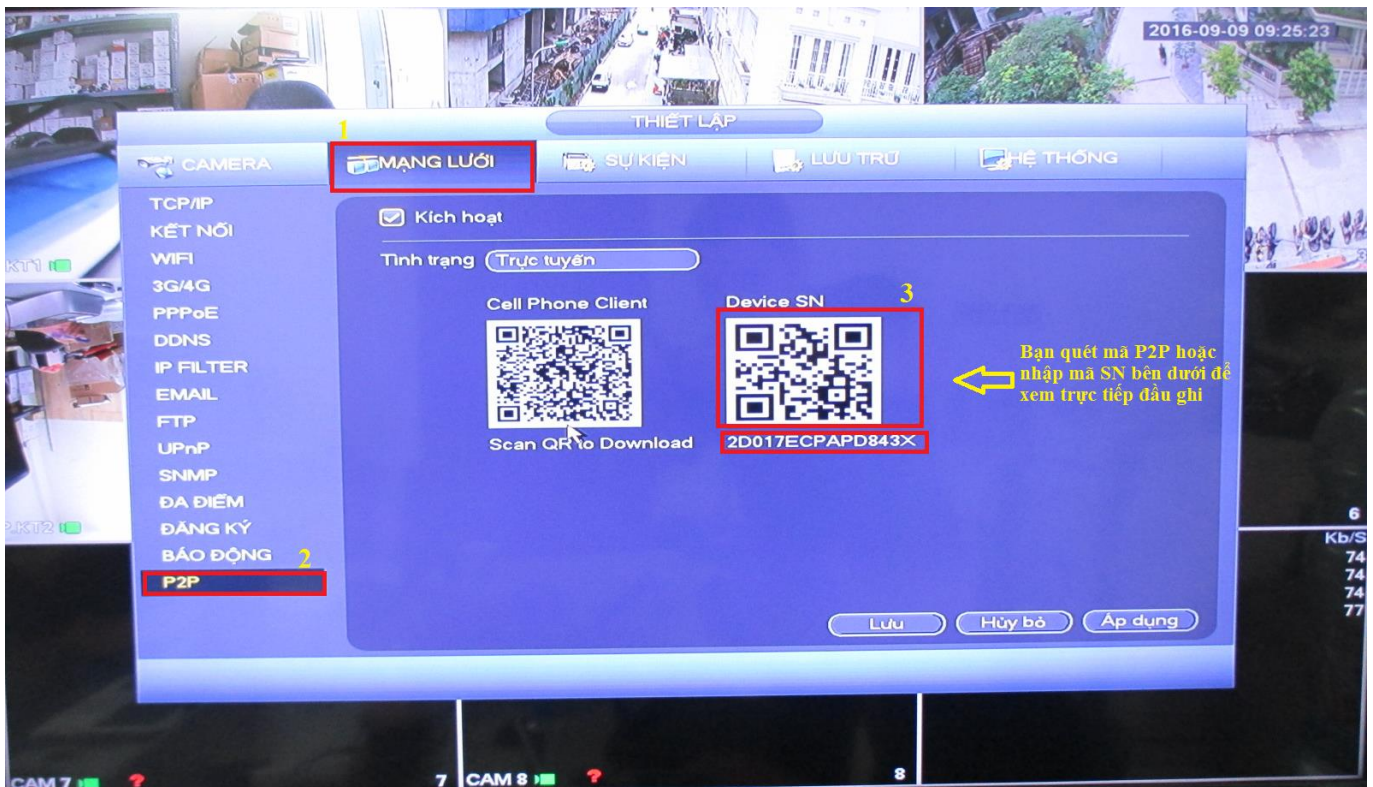 2016-09-09 09:25:23
THIẾT LẬP
1
CAMERA
MẠNG LƯỚI
SỰ KIỆN
LƯU TRỮ
HỆ THỐNG
TCP/IP
KẾT NỐI
WIFI
3G/4G
PPPoE
DDNS
IP FILTER
EMAIL
FTP
UPnP
SNMP
ĐA ĐIỂM
ĐĂNG KÝ
BÁO ĐỘNG
2
P2P
Kích hoạt
Tình trạng Trực tuyến
Cell Phone Client
Scan QR to Download
Device SN
3
2D017ECPAPD843X
Bạn quét mã P2P hoặc
nhập mã SN bên dưới để
xem trực tiếp đầu ghi
Lưu
Hủy bỏ
Áp dụng
KT1
3
KT2
6
Kb/S
74
74
74
77
CAM 7
?
7
CAM 8
?
8